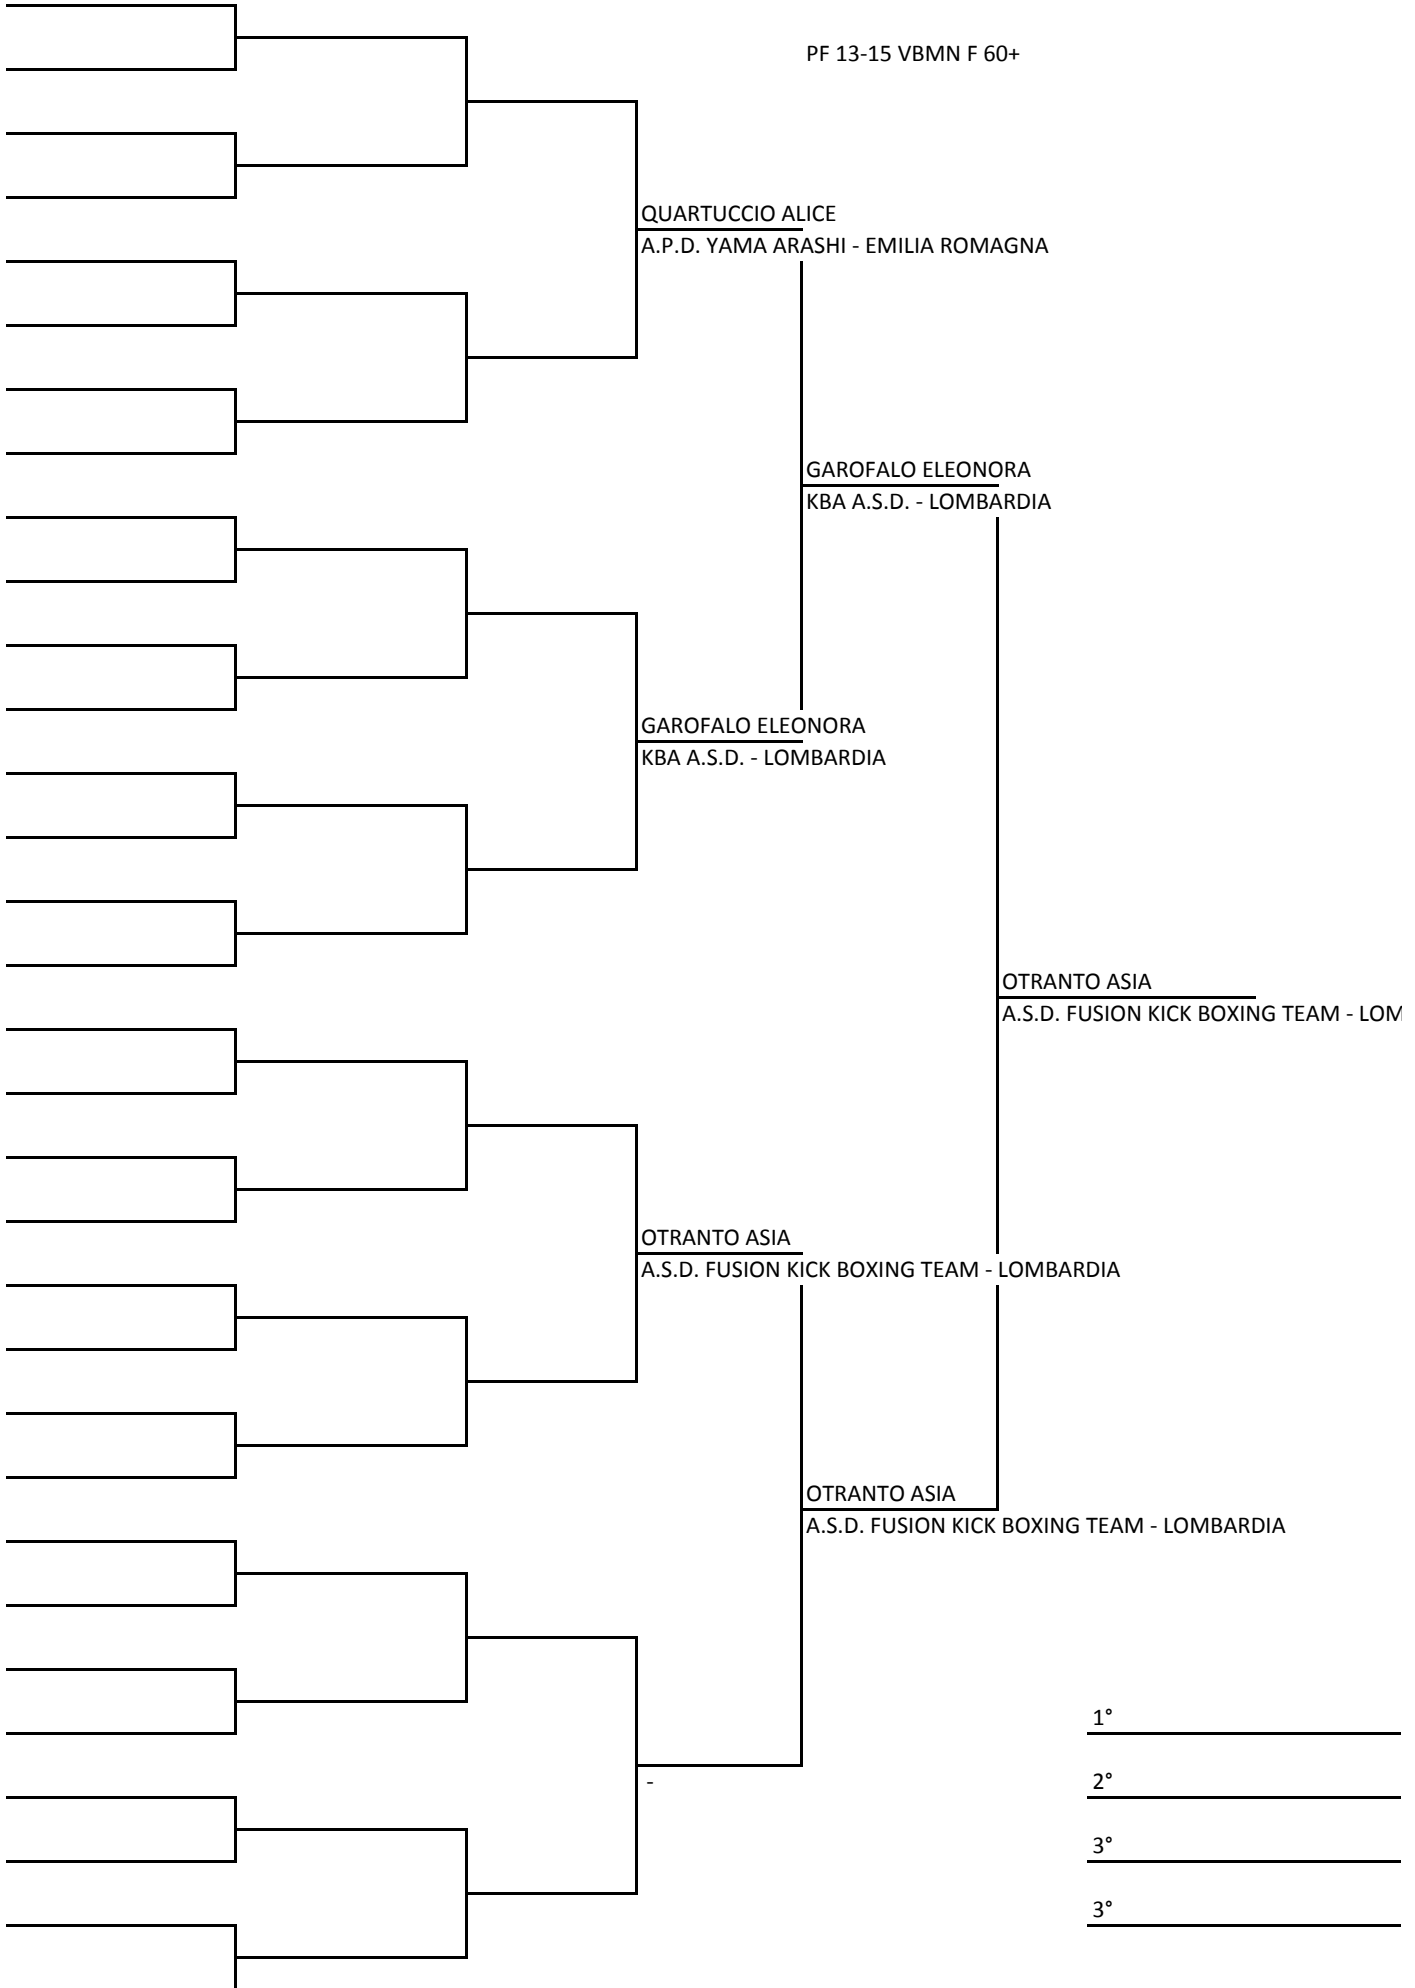 PF 13-15 VBMN F 60+
QUARTUCCIO ALICE
A.P.D. YAMA ARASHI - EMILIA ROMAGNA
GAROFALO ELEONORA
KBA A.S.D. - LOMBARDIA
GAROFALO ELEONORA
KBA A.S.D. - LOMBARDIA
OTRANTO ASIA
A.S.D. FUSION KICK BOXING TEAM - LOM
OTRANTO ASIA
A.S.D. FUSION KICK BOXING TEAM - LOMBARDIA
OTRANTO ASIA
A.S.D. FUSION KICK BOXING TEAM - LOMBARDIA
1°
-
2°
3°
3°